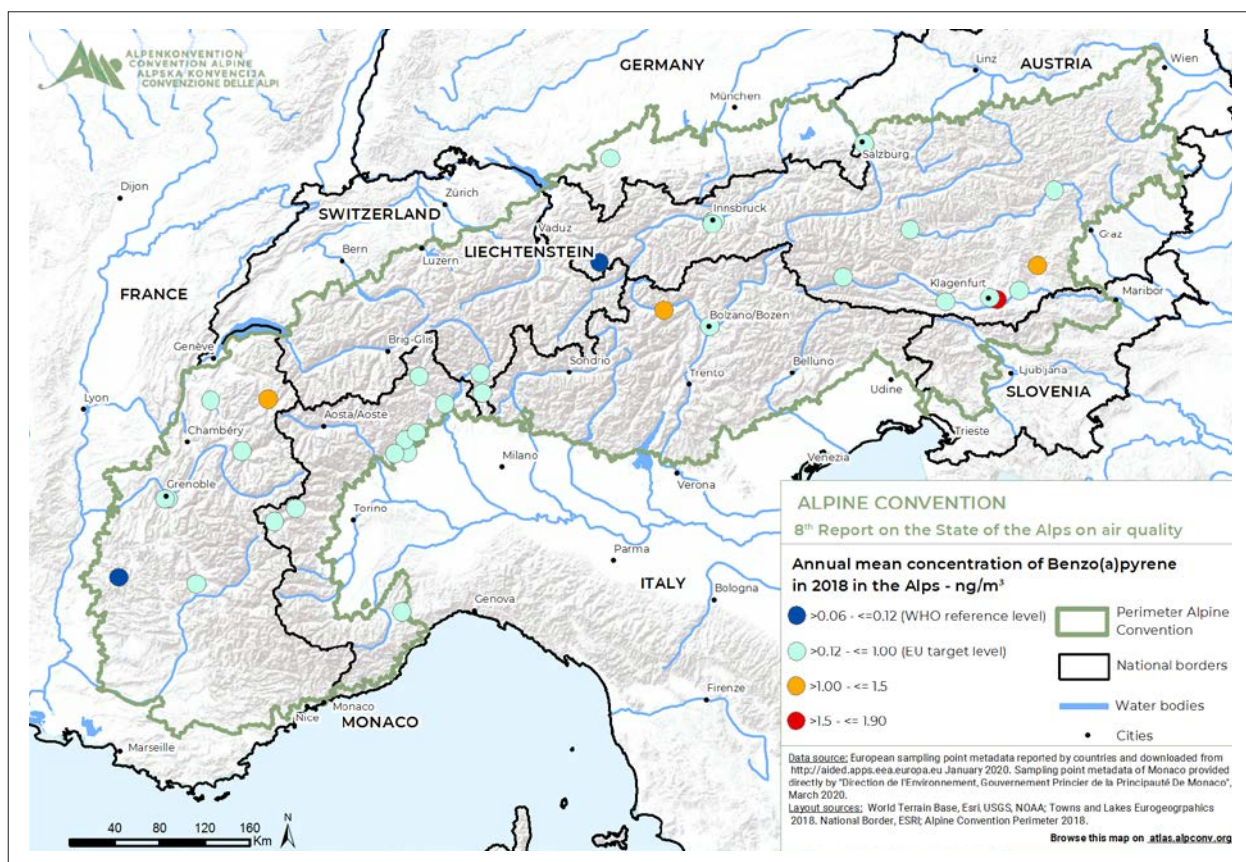 ALPENKONVENTION
CONVENTION ALPINE
ALPSKA KONVENCIJA
CONVENZIONE DELLE ALPI
GERMANY
Linz
AUSTRIA
Wien
München
Salzburg
Dijon
Zürich
SWITZERLAND
Innsbruck
Vaduz
Graz
LIECHTENSTEIN
Bern
Luzern
FRANCE
Klagenfurt
Maribor
Bolzano/Bozen
Genève
Brig-Glis
Sondrio
Belluno
Ljubljana
Trento
Udine
SLOVENIA
Lyon
Aosta/Aoste
Chambéry
Trieste
Milano
Venezia
Verona
Grenoble
Torino
Parma
ITALY
Bologna
Genova
Firenze
Monaco
Nice
MONACO
Marseille
ALPINE CONVENTION
8th Report on the State of the Alps on air quality
Annual mean concentration of Benzo(a)pyrene
in 2018 in the Alps - ng/m³
>0.06 - <=0.12 (WHO reference level)
>0.12 - <= 1.00 (EU target level)
>1.00 - <= 1.5
>1.5 - <= 1.90
Perimeter Alpine
Convention
National borders
Water bodies
Cities
Data source: European sampling point metadata reported by countries and downloaded from
http://aided.apps.eea.europa.eu January 2020. Sampling point metadata of Monaco provided
directly by "Direction de l'Environnement, Gouvernement Princier de la Principauté De Monaco",
March 2020.
Layout sources: World Terrain Base, Esri, USGS, NOAA; Towns and Lakes Eurogeogrpahics
2018. National Border, ESRI; Alpine Convention Perimeter 2018.
Browse this map on atlas.alpconv.org
40 80 120 160
Km
N